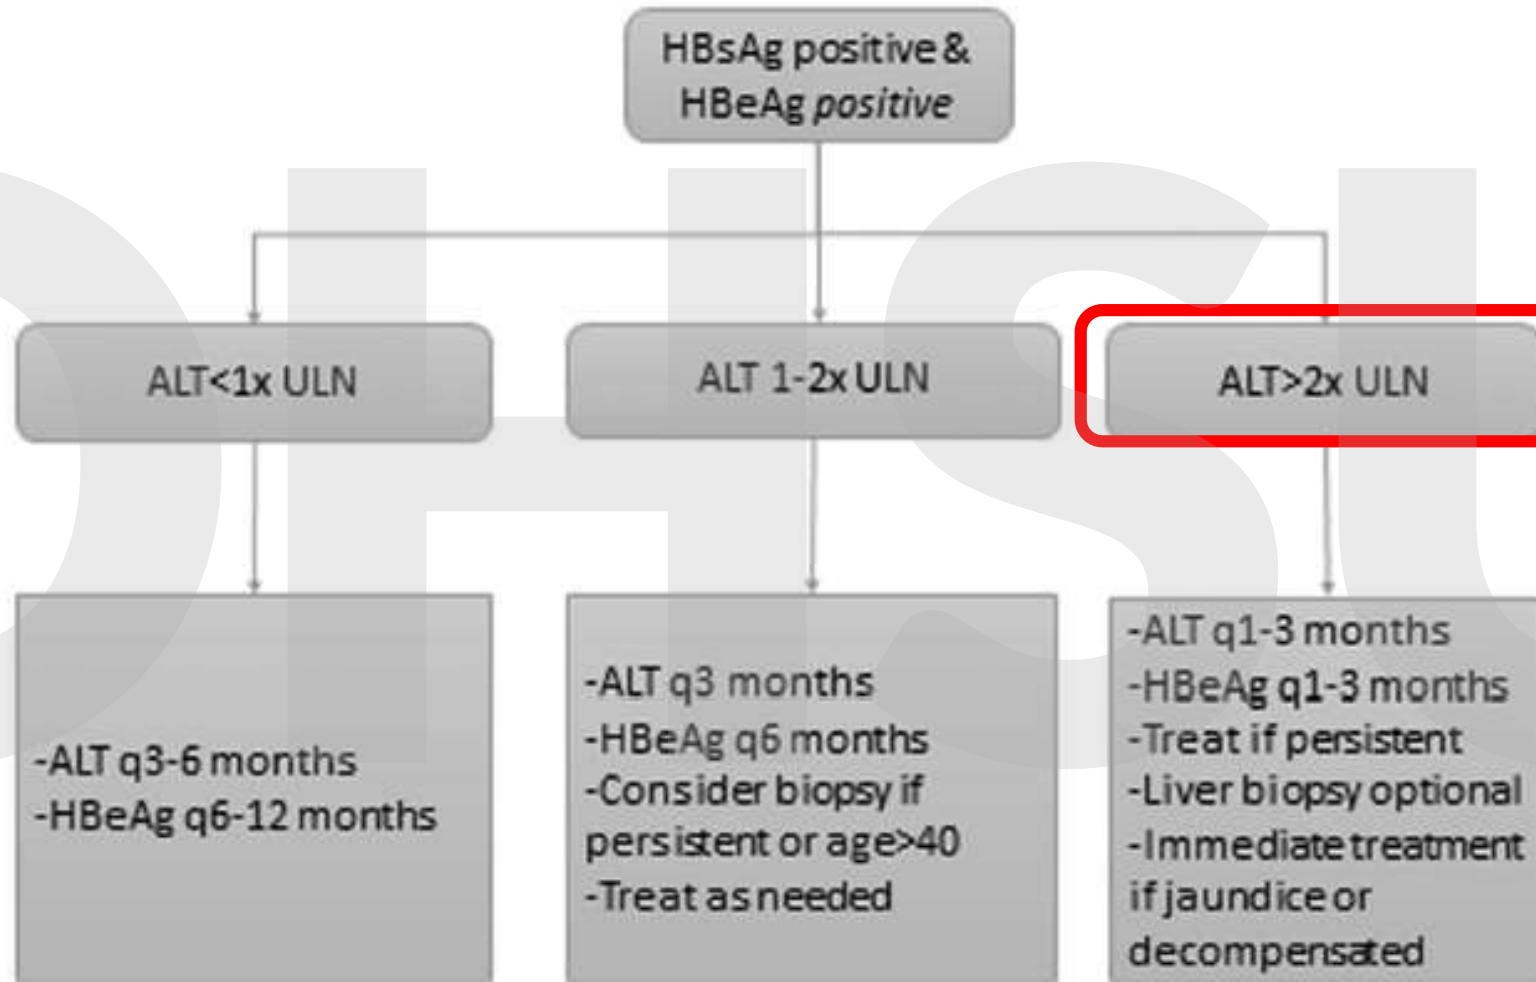 HBsAg positive &
HBeAg positive
ALT<1x ULN
ALT 1-2x ULN
ALT>2x ULN
-ALT q3-6 months
-HBeAg q6-12 months
-ALT q3 months
-HBeAg q6 months
-Consider biopsy if
persistent or age>40
-Treat as needed
-ALT q1-3 months
-HBeAg q1-3 months
-Treat if persistent
-Liver biopsy optional
-Immediate treatment
if jaundice or
decompensated
OHSU